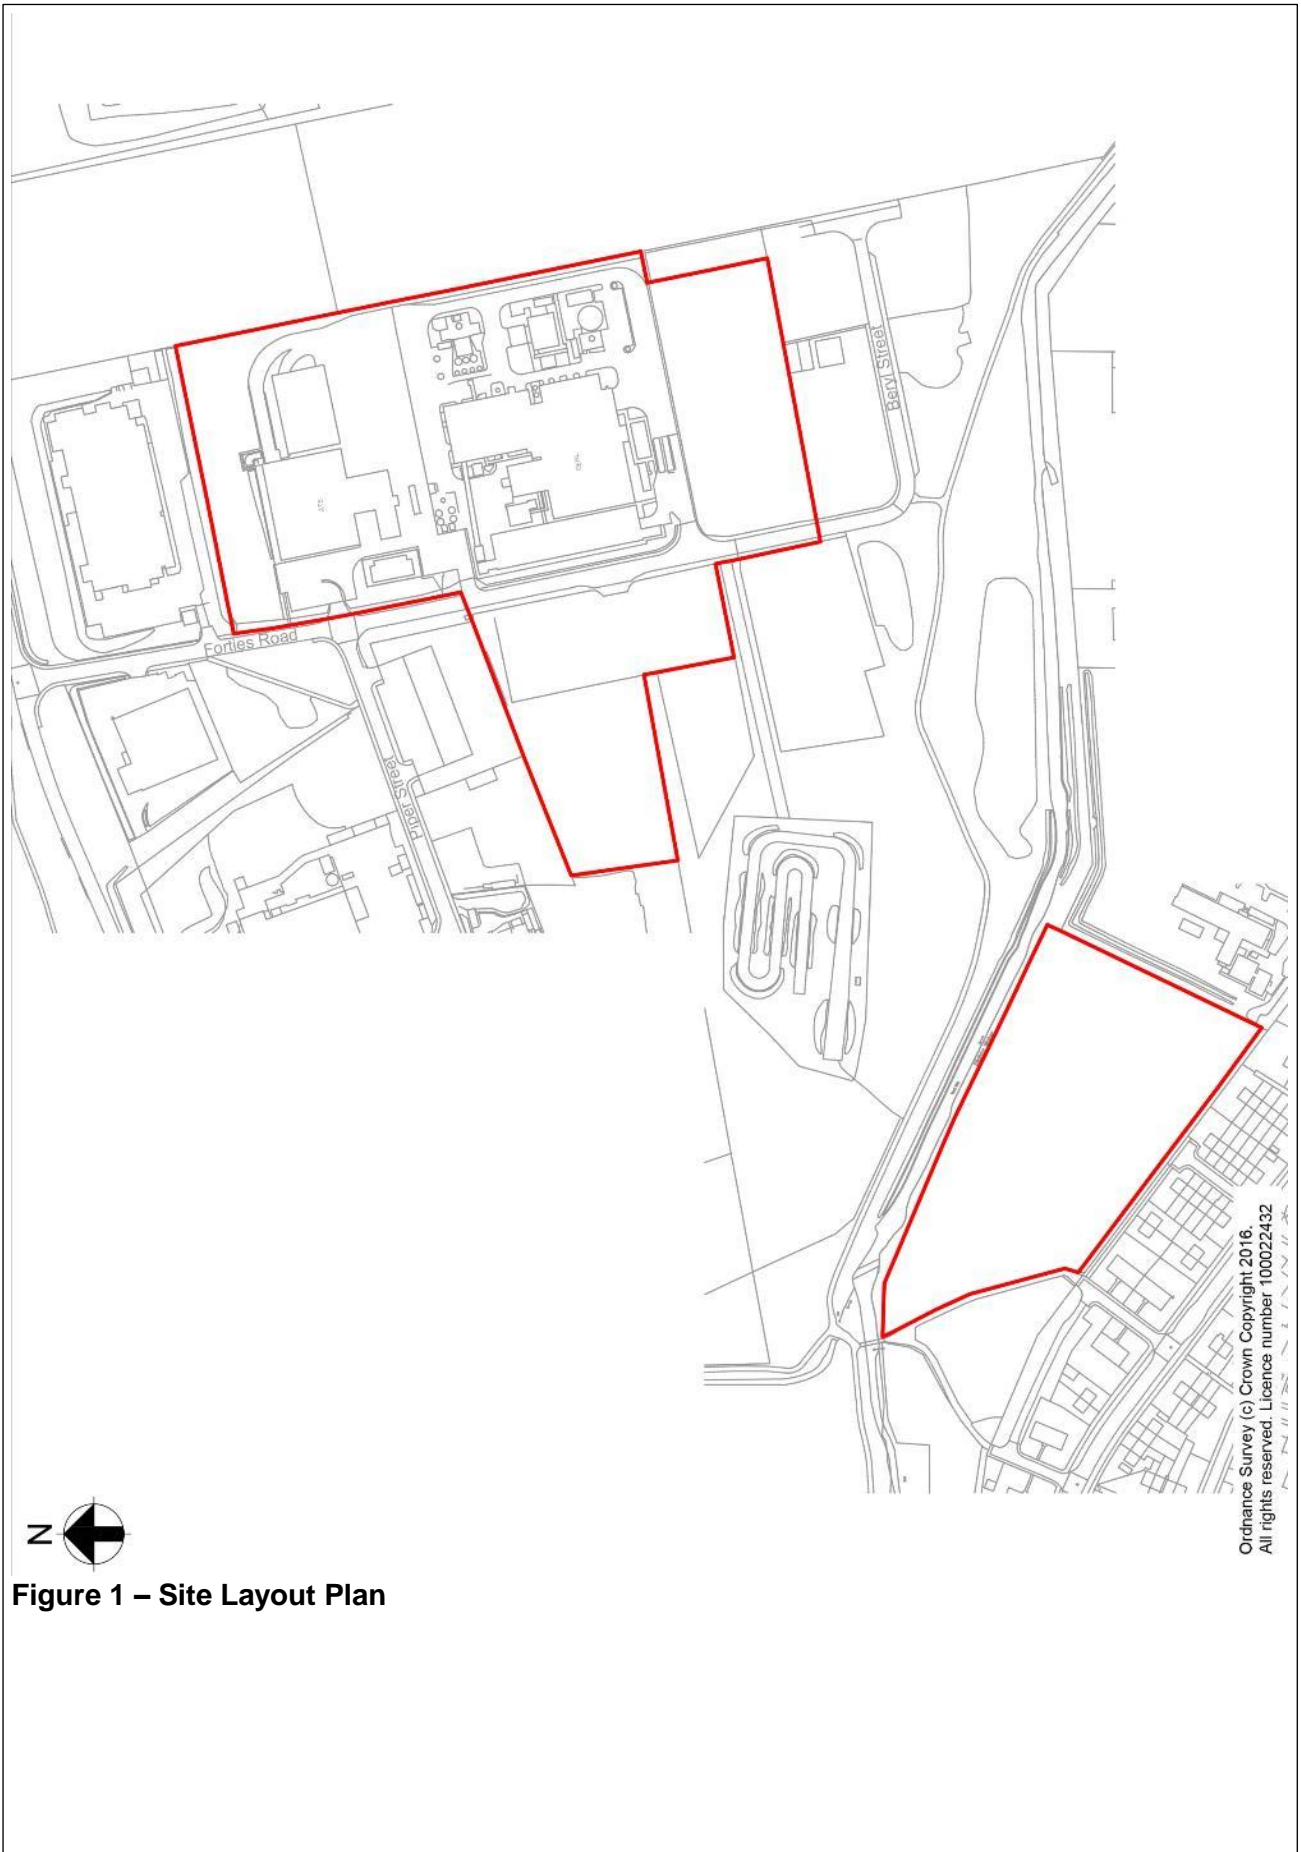 Forties Road
Piper Street
Beryl Street
Ordnance Survey (c) Crown Copyright 2016.
All rights reserved. Licence number 100022432
N
Figure 1 – Site Layout Plan